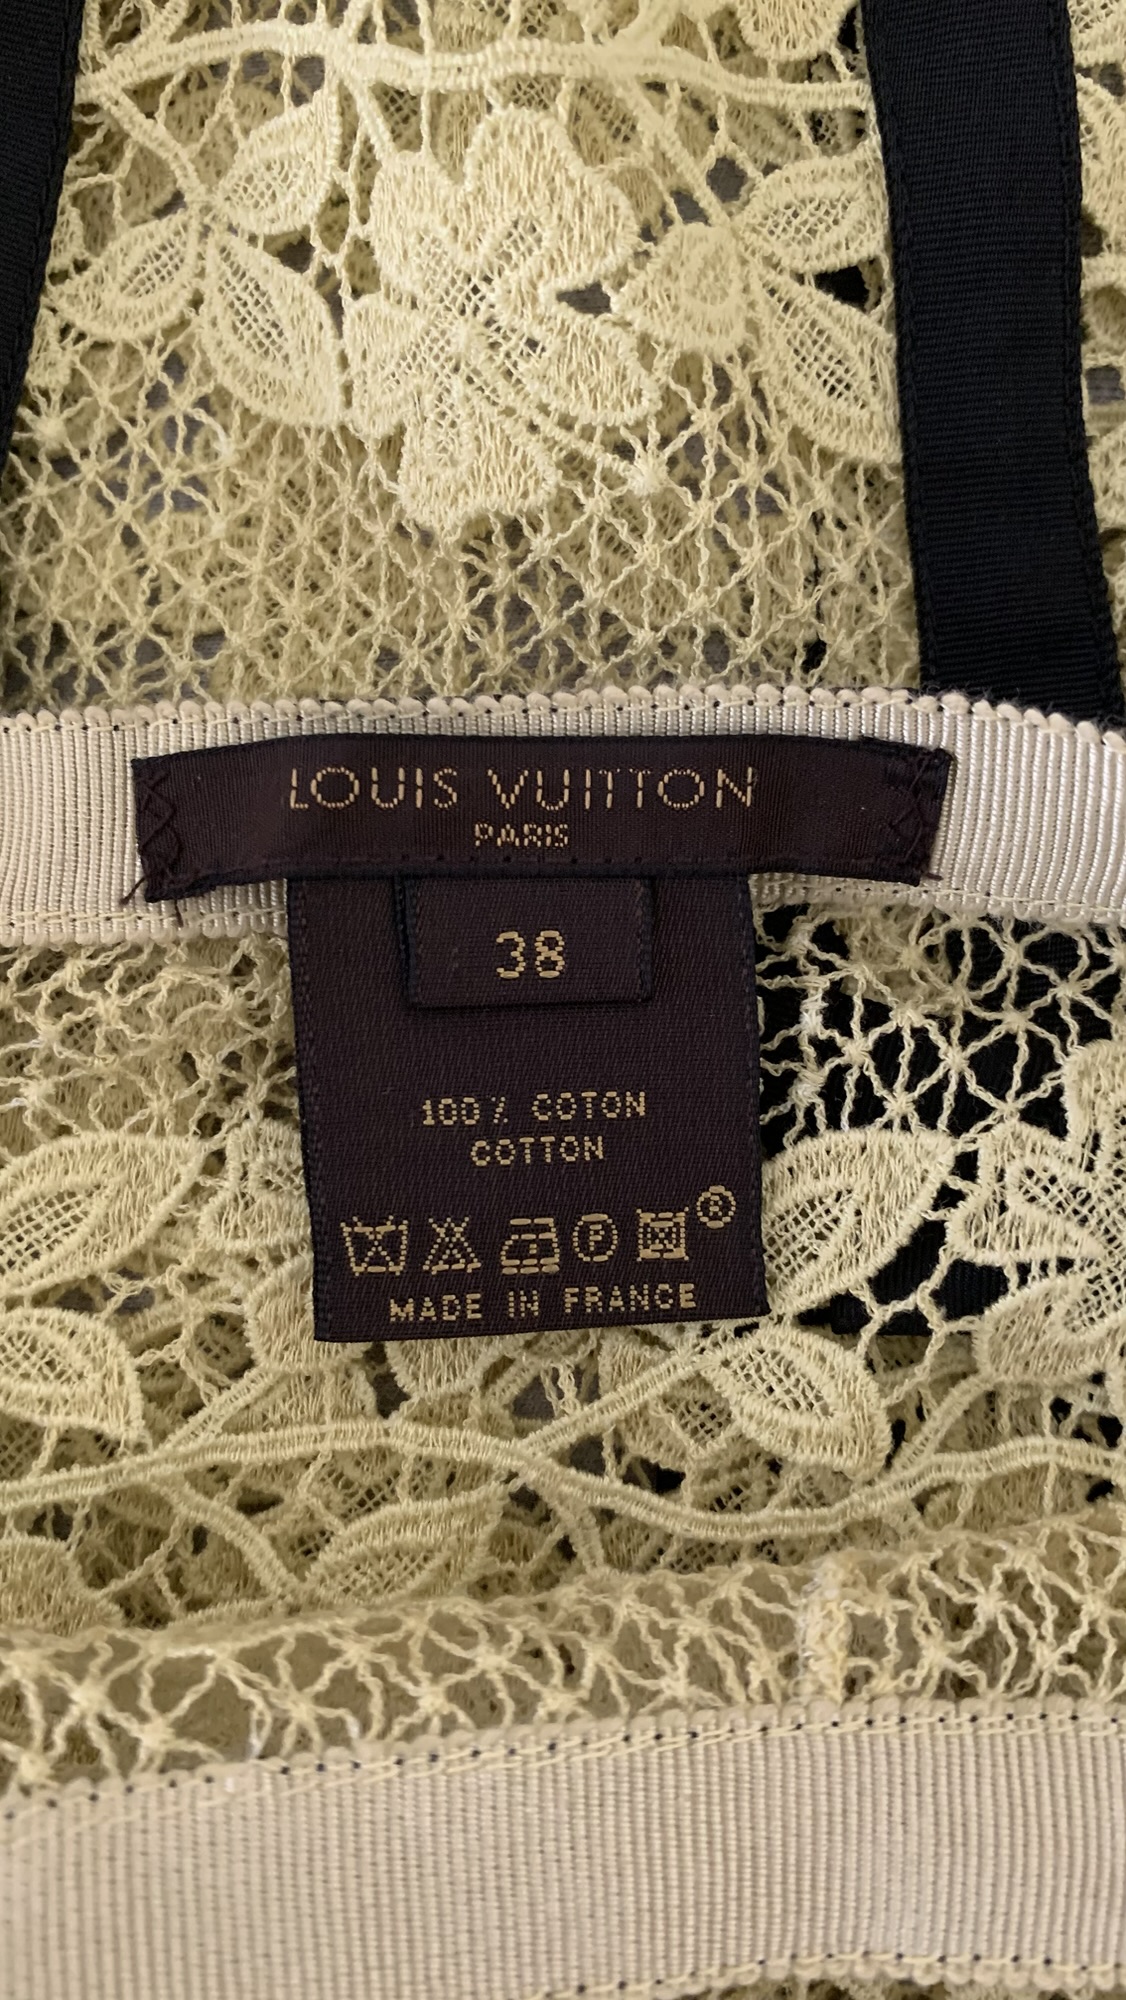 LOUIS VUITTON
PARIS
38
100% COTON
COTTON
F
®
MADE IN FRANCE